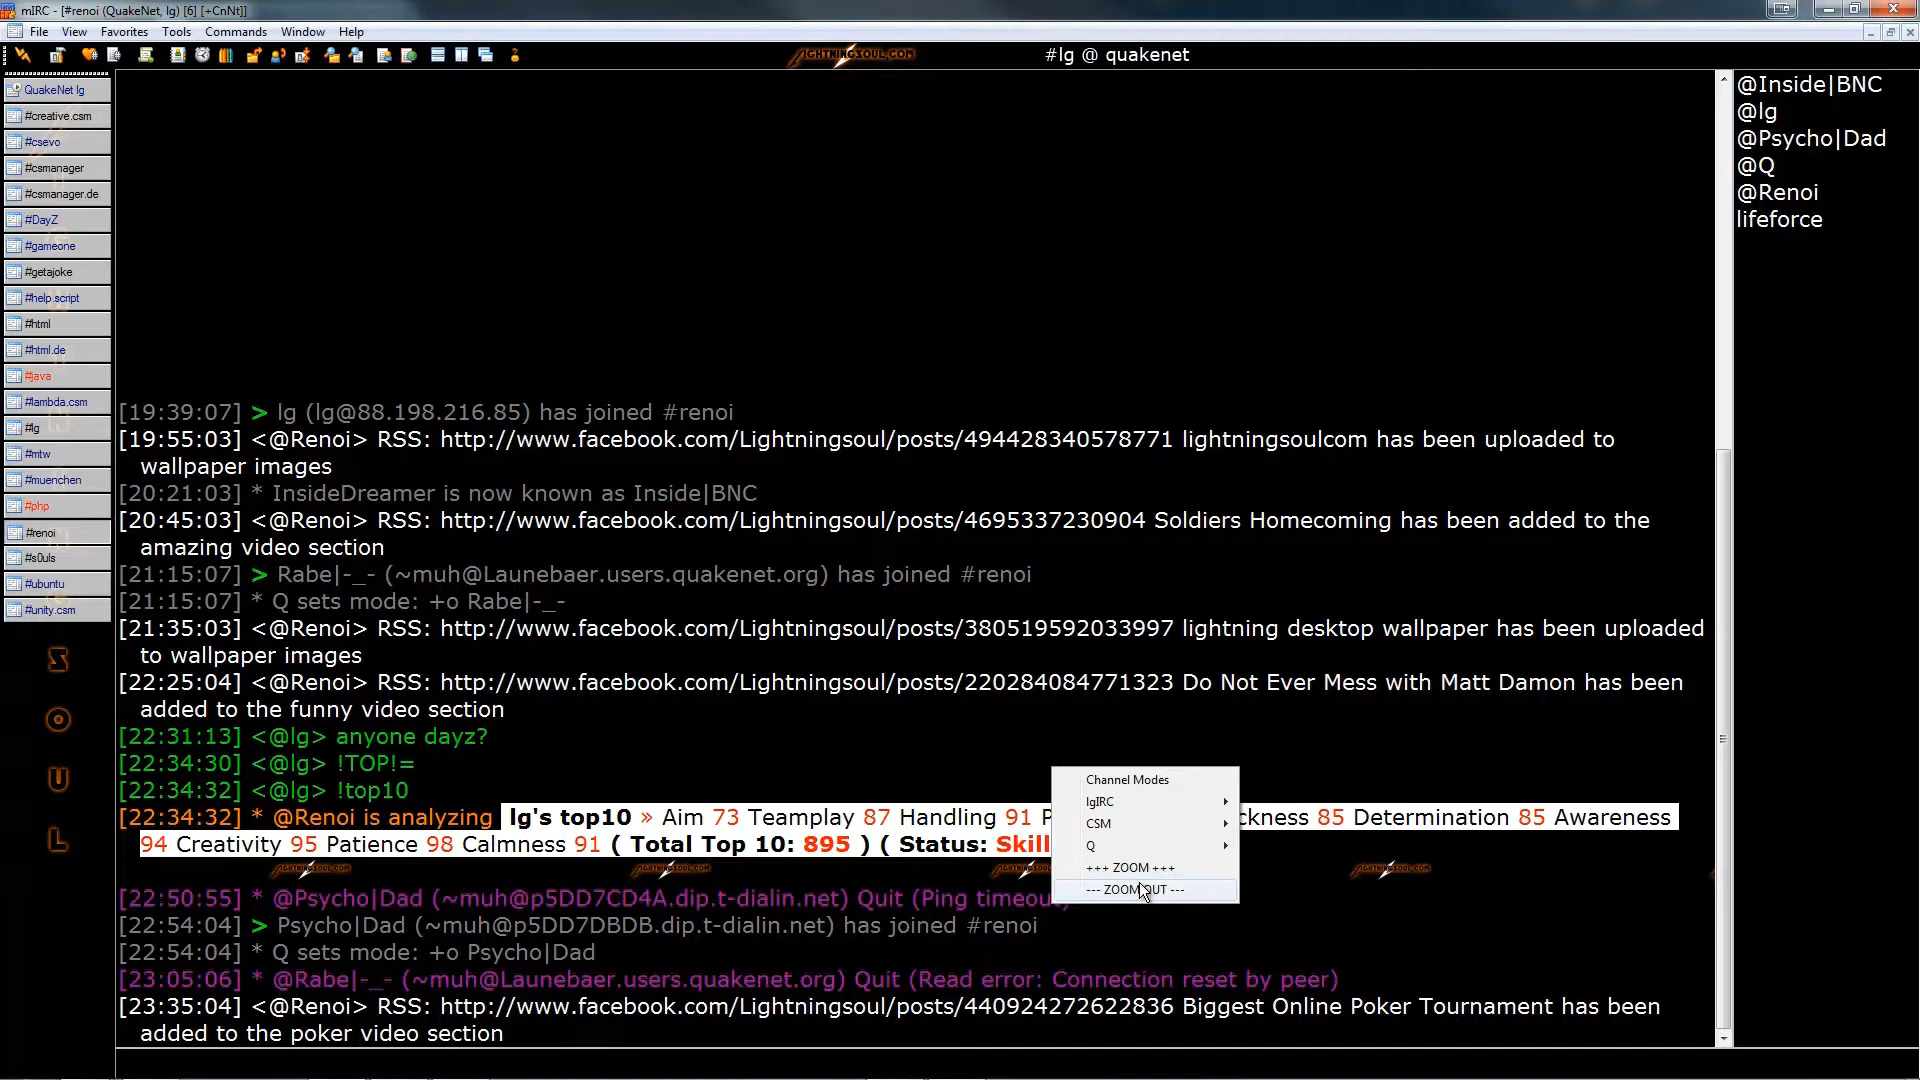 mIRC - [#renoi (QuakeNet, lg) [6] [+CnNt]]
File View Favorites Tools Commands Window Help
LIGHTNINGSOUL.COM
#lg @ quakenet
QuakeNet lg
#creative.csm
#csevo
#csmanager
#csmanager.de
#DayZ
#gameone
#getajoke
#help.script
#html
#html.de
#java
#lambda.csm
#lg
#mtw
#muenchen
#php
#renoi
#s0uls
#ubuntu
#unity.csm
S
O
U
L
[19:39:07] > lg (lg@88.198.216.85) has joined #renoi
[19:55:03] <@Renoi> RSS: http://www.facebook.com/Lightningsoul/posts/494428340578771 lightningsoulcom has been uploaded to
wallpaper images
[20:21:03] * InsideDreamer is now known as Inside|BNC
[20:45:03] <@Renoi> RSS: http://www.facebook.com/Lightningsoul/posts/4695337230904 Soldiers Homecoming has been added to the
amazing video section
[21:15:07] > Rabe|-_- (~muh@Launebaer.users.quakenet.org) has joined #renoi
[21:15:07] * Q sets mode: +o Rabe|-_-
[21:35:03] <@Renoi> RSS: http://www.facebook.com/Lightningsoul/posts/380519592033997 lightning desktop wallpaper has been uploaded
to wallpaper images
[22:25:04] <@Renoi> RSS: http://www.facebook.com/Lightningsoul/posts/220284084771323 Do Not Ever Mess with Matt Damon has been
added to the funny video section
[22:31:13] <@lg> anyone dayz?
[22:34:30] <@lg> !TOP!=
[22:34:32] <@lg> !top10
[22:34:32] * @Renoi is analyzing lg's top10 » Aim 73 Teamplay 87 Handling 91 P ckness 85 Determination 85 Awareness
94 Creativity 95 Patience 98 Calmness 91 ( Total Top 10: 895 ) ( Status: Skill
LIGHTNINGSOUL.COM LIGHTNINGSOUL.COM LIGHTNINGSOUL.COM
[22:50:55] * @Psycho|Dad (~muh@p5DD7CD4A.dip.t-dialin.net) Quit (Ping timeout)
[22:54:04] > Psycho|Dad (~muh@p5DD7DBDB.dip.t-dialin.net) has joined #renoi
[22:54:04] * Q sets mode: +o Psycho|Dad
[23:05:06] * @Rabe|-_- (~muh@Launebaer.users.quakenet.org) Quit (Read error: Connection reset by peer)
[23:35:04] <@Renoi> RSS: http://www.facebook.com/Lightningsoul/posts/440924272622836 Biggest Online Poker Tournament has been
added to the poker video section
Channel Modes
lgIRC
CSM
Q
+++ ZOOM +++
--- ZOOM OUT ---
@Inside|BNC
@lg
@Psycho|Dad
@Q
@Renoi
lifeforce